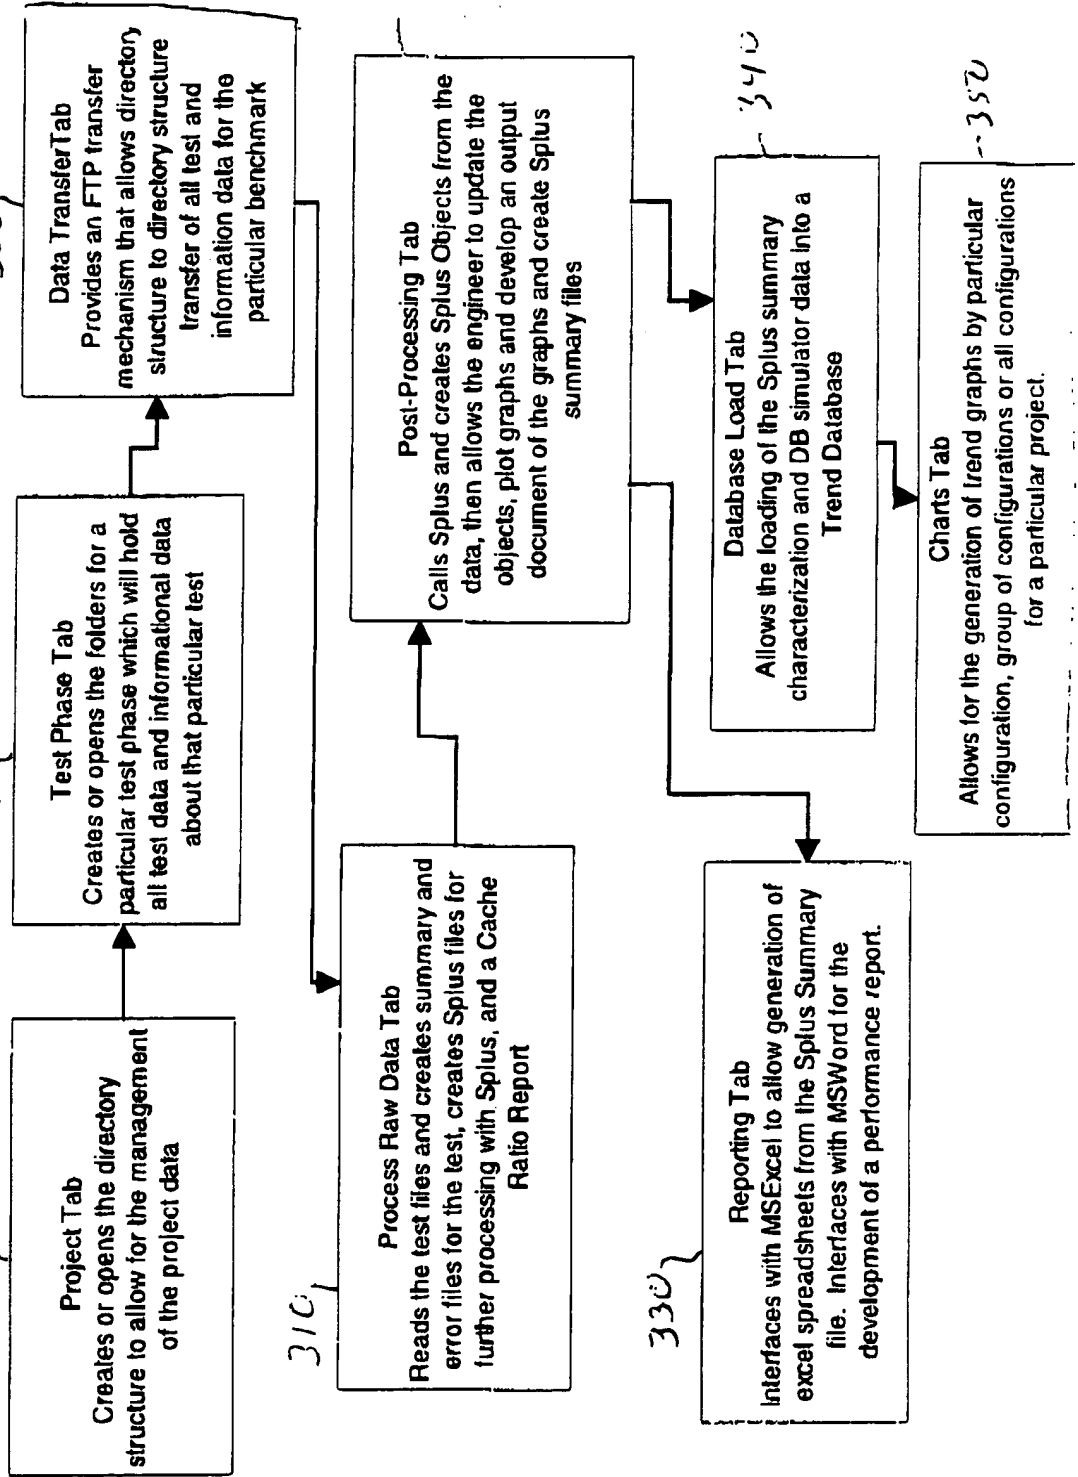 Project Tab
Creates or opens the directory
structure to allow for the management
of the project data
Test Phase Tab
Creates or opens the folders for a
particular test phase which will hold
all test data and informational data
about that particular test
Data TransferTab
Provides an FTP transfer
mechanism that allows directory
structure to directory structure
transfer of all test and
information data for the
particular benchmark
310
Process Raw Data Tab
Reads the test files and creates summary and
error files for the test, creates Splus files for
further processing with Splus, and a Cache
Ratio Report
Post-Processing Tab
Calls Splus and creates Splus Objects from the
data, then allows the engineer to update the
objects, plot graphs and develop an output
document of the graphs and create Splus
summary files
330
Reporting Tab
Interfaces with MSExcel to allow generation of
excel spreadsheets from the Splus Summary
file. Interfaces with MSWord for the
development of a performance report.
340
Database Load Tab
Allows the loading of the Splus summary
characterization and DB simulator data into a
Trend Database
350
Charts Tab
Allows for the generation of trend graphs by particular
configuration, group of configurations or all configurations
for a particular project.